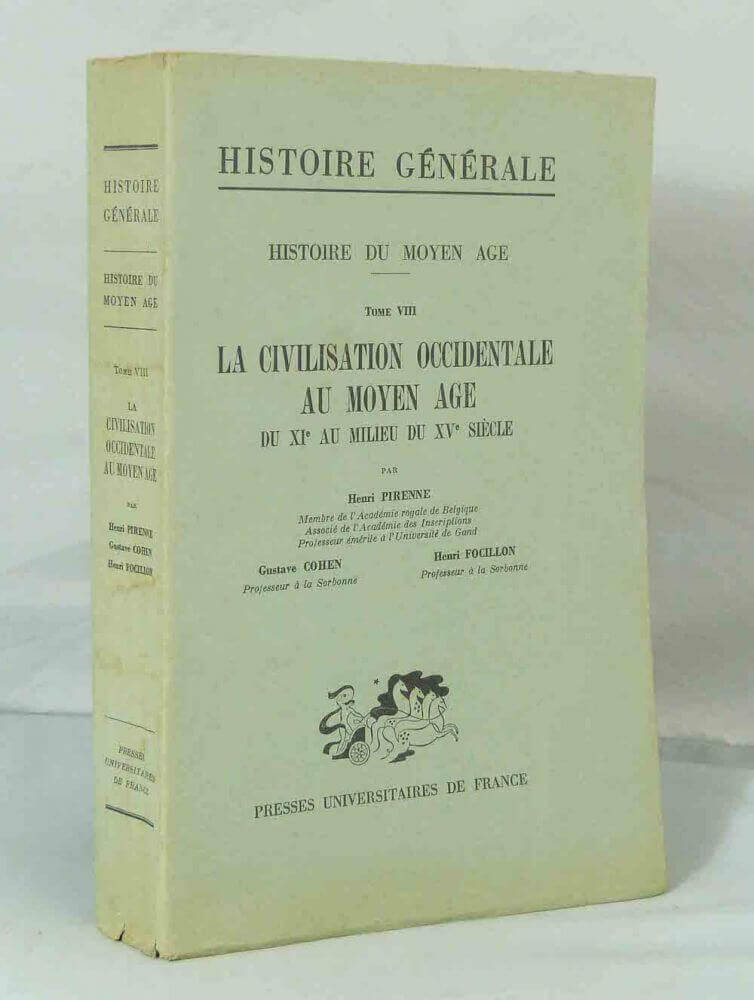 HISTOIRE
GÉNÉRALE
HISTOIRE DU
MOYEN AGE
Tome VIII
LA
CIVILISATION
OCCIDENTALE
AU MOYEN AGE
PAR
Henri PIRENNE
Gustave COHEN
Henri FOCILLON
PRESSES
UNIVERSITAIRES
DE FRANCE
HISTOIRE GÉNÉRALE
HISTOIRE DU MOYEN AGE
Tome VIII
LA CIVILISATION OCCIDENTALE
AU MOYEN AGE
DU XIe AU MILIEU DU XVe SIÈCLE
PAR
Henri PIRENNE
Membre de l'Académie royale de Belgique
Associé de l'Académie des Inscriptions
Professeur émérite à l'Université de Gand
Gustave COHEN
Professeur à la Sorbonne
Henri FOCILLON
Professeur à la Sorbonne
PRESSES UNIVERSITAIRES DE FRANCE